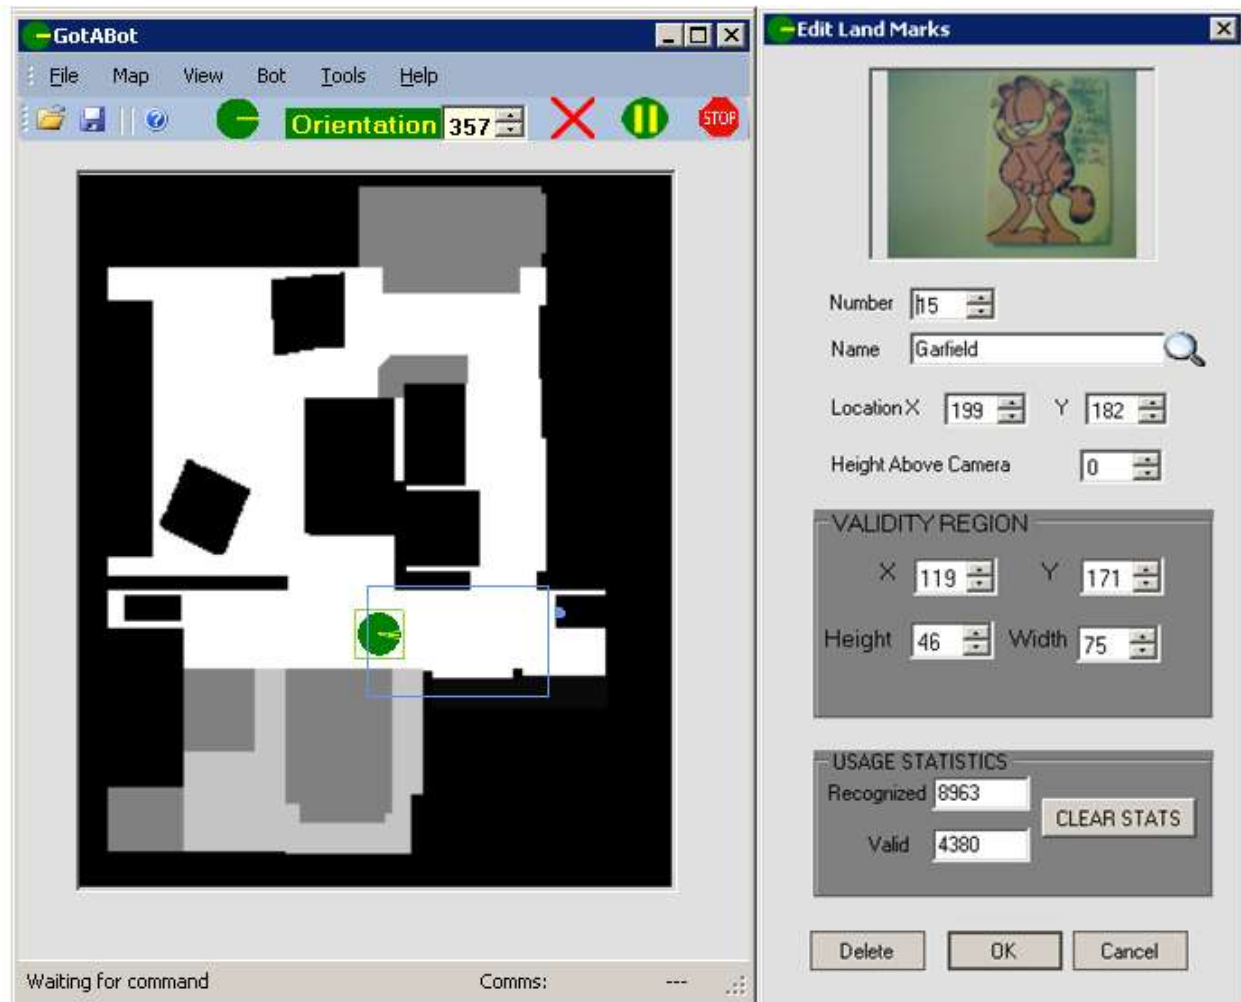 GotABot
File Map View Bot Tools Help
Orientation 357 STOP
Waiting for command Comms: ---
Edit Land Marks
Number 15
Name Garfield
Location X 199 Y 182
Height Above Camera 0
VALIDITY REGION
X 119 Y 171
Height 46 Width 75
USAGE STATISTICS
Recognized 8963
CLEAR STATS
Valid 4380
Delete OK Cancel